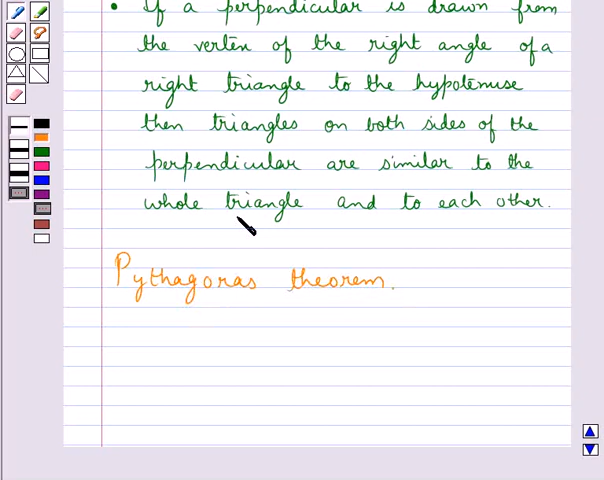 • If a perpendicular is drawn from
the vertex of the right angle of a
right triangle to the hypotenuse
then triangles on both sides of the
perpendicular are similar to the
whole triangle and to each other.
Pythagoras theorem.